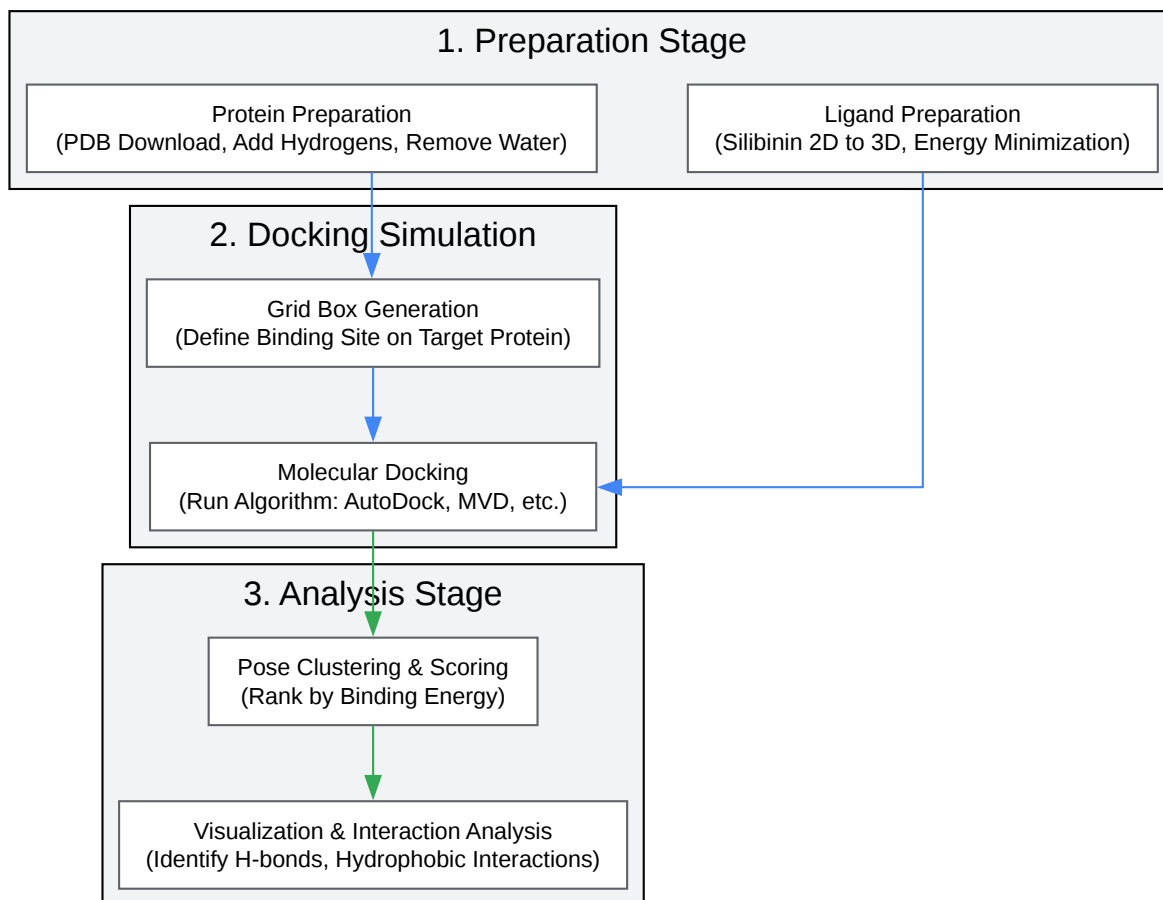 1. Preparation Stage
Protein Preparation
(PDB Download, Add Hydrogens, Remove Water)
Ligand Preparation
(Silibinin 2D to 3D, Energy Minimization)
2. Docking Simulation
Grid Box Generation
(Define Binding Site on Target Protein)
Molecular Docking
(Run Algorithm: AutoDock, MVD, etc.)
3. Analysis Stage
Pose Clustering & Scoring
(Rank by Binding Energy)
Visualization & Interaction Analysis
(Identify H-bonds, Hydrophobic Interactions)